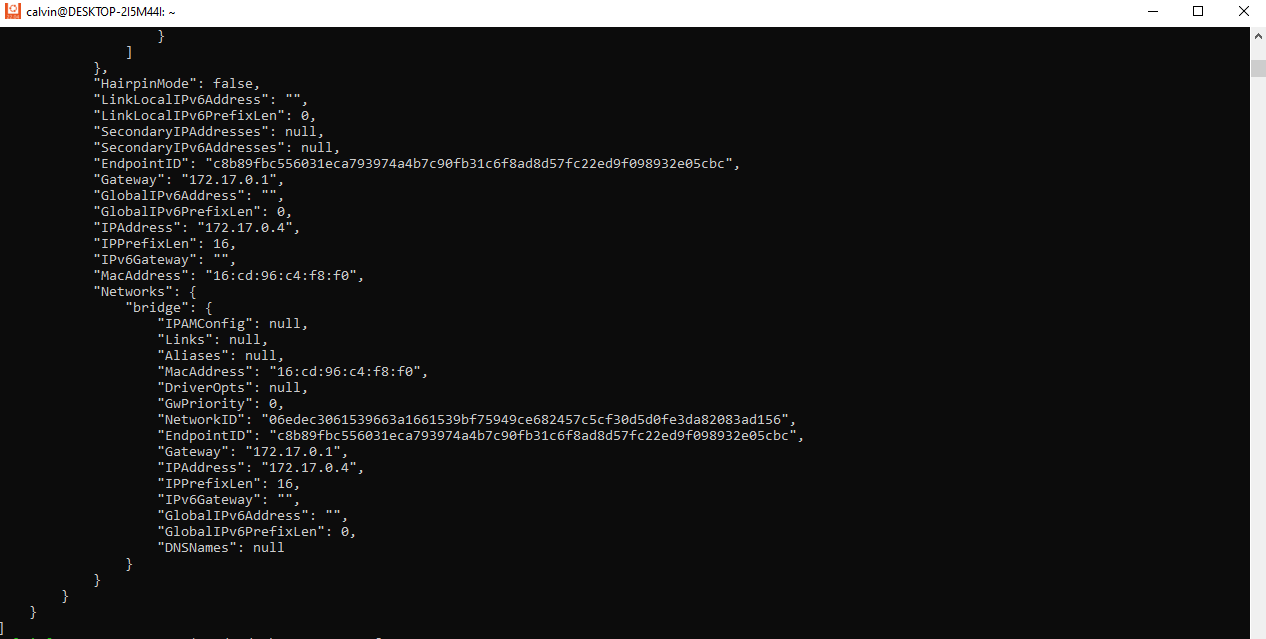 calvin@DESKTOP-2I5M44I: ~
                    }
                ]
            },
            "HairpinMode": false,
            "LinkLocalIPv6Address": "",
            "LinkLocalIPv6PrefixLen": 0,
            "SecondaryIPAddresses": null,
            "SecondaryIPv6Addresses": null,
            "EndpointID": "c8b89fbc556031eca793974a4b7c90fb31c6f8ad8d57fc22ed9f098932e05cbc",
            "Gateway": "172.17.0.1",
            "GlobalIPv6Address": "",
            "GlobalIPv6PrefixLen": 0,
            "IPAddress": "172.17.0.4",
            "IPPrefixLen": 16,
            "IPv6Gateway": "",
            "MacAddress": "16:cd:96:c4:f8:f0",
            "Networks": {
                "bridge": {
                    "IPAMConfig": null,
                    "Links": null,
                    "Aliases": null,
                    "MacAddress": "16:cd:96:c4:f8:f0",
                    "DriverOpts": null,
                    "GwPriority": 0,
                    "NetworkID": "06edec3061539663a1661539bf75949ce682457c5cf30d5d0fe3da82083ad156",
                    "EndpointID": "c8b89fbc556031eca793974a4b7c90fb31c6f8ad8d57fc22ed9f098932e05cbc",
                    "Gateway": "172.17.0.1",
                    "IPAddress": "172.17.0.4",
                    "IPPrefixLen": 16,
                    "IPv6Gateway": "",
                    "GlobalIPv6Address": "",
                    "GlobalIPv6PrefixLen": 0,
                    "DNSNames": null
                }
            }
        }
    }
]